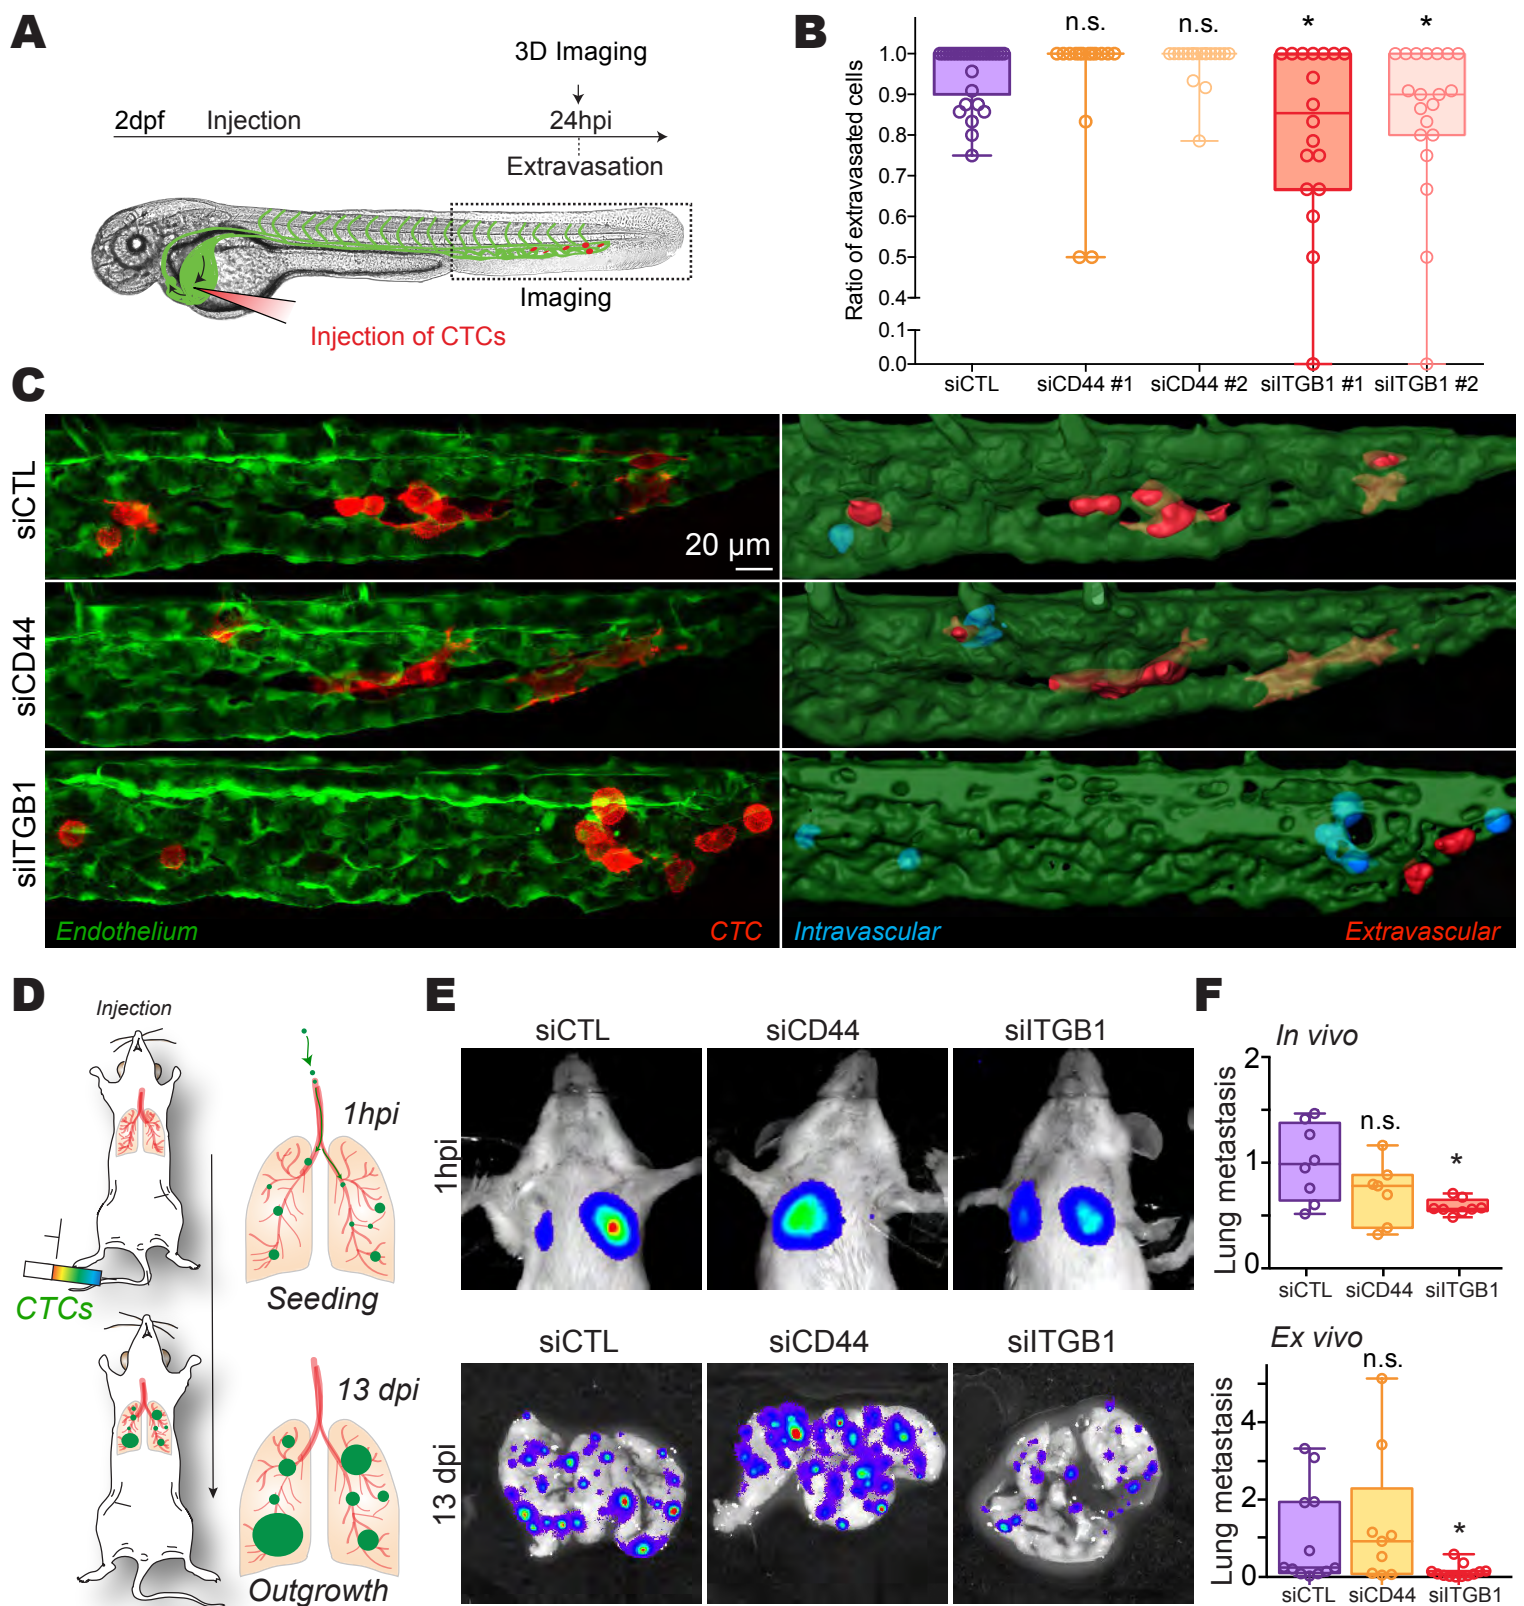 A
3D Imaging
2dpf Injection 24hpi
Extravasation
Imaging
Injection of CTCs
B
n.s. n.s. * *
Ratio of extravasated cells
1.0
0.9
0.8
0.7
0.6
0.5
0.4
0.1
0.0
siCTL siCD44 #1 siCD44 #2 siITGB1 #1 siITGB1 #2
C
siCTL
20 µm
siCD44
siITGB1
Endothelium CTC Intravascular Extravascular
D
Injection
1hpi
Seeding
CTCs
13 dpi
Outgrowth
E
siCTL siCD44 siITGB1
1hpi
siCTL siCD44 siITGB1
13 dpi
F
In vivo
Lung metastasis
2
1
0
n.s.
*
siCTL siCD44 siITGB1
Ex vivo
n.s.
Lung metastasis
4
2
0
*
siCTL siCD44 siITGB1